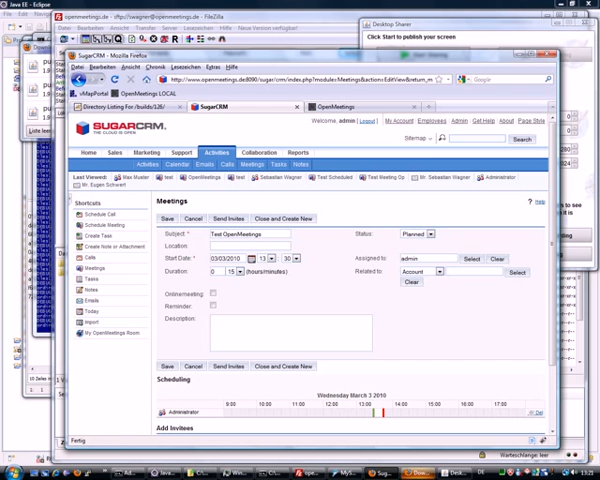 Java EE - Eclipse
openmeetings.de - sftp://swagner@openmeetings.de - FileZilla
Desktop Sharer
Click Start to publish your screen
SugarCRM - Mozilla Firefox
Datei Bearbeiten Ansicht Chronik Lesezeichen Extras Hilfe
http://www.openmeetings.de:8090/sugar/crm/index.php?module=Meetings&action=EditView&return_m
vMapPortal OpenMeetings LOCAL
Directory Listing For /builds/126/ SugarCRM OpenMeetings
Welcome, admin [ Logout ] My Account Employees Admin Get Help About Page Style
SUGARCRM.
Sitemap Search
Home Sales Marketing Support Activities Collaboration Reports
Activities Calendar Emails Calls Meetings Tasks Notes
Last Viewed: Max Muster test OpenMeetings test Sebastian Wagner Test Scheduled Test Meeting Op Mr. Sebastian Wagner Administrator
Mr. Eugen Schwert
Shortcuts
Schedule Call
Schedule Meeting
Create Task
Create Note or Attachment
Calls
Meetings
Tasks
Notes
Emails
Today
Import
My OpenMeetings Room
Meetings
Help
Save Cancel Send Invites Close and Create New
Subject: * Test OpenMeetings Status: Planned
Location:
Start Date: * 03/03/2010 13 : 30 Assigned to: admin Select Clear
Duration: 0 15 (hours/minutes) Related to: Account Select
Clear
Onlinemeeting:
Reminder:
Description:
Save Cancel Send Invites Close and Create New
Scheduling
Wednesday March 3 2010
9:00 10:00 11:00 12:00 13:00 14:00 15:00 16:00 17:00
Administrator Del
Add Invitees
Fertig
Warteschlange: leer
DE 13:21